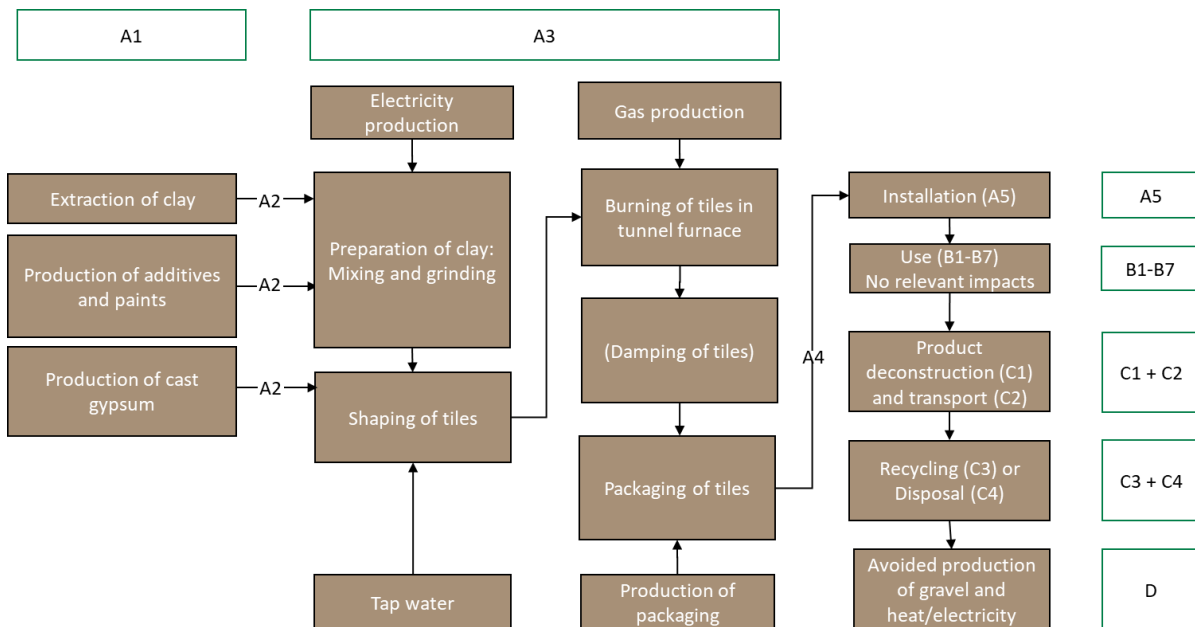 A1
A3
Electricity
production
Gas production
Extraction of clay
A2
Production of additives
and paints
A2
Production of cast
gypsum
A2
Preparation of clay:
Mixing and grinding
Shaping of tiles
Tap water
Burning of tiles in
tunnel furnace
(Damping of tiles)
Packaging of tiles
Production of
packaging
A4
Installation (A5)
A5
Use (B1-B7)
No relevant impacts
B1-B7
Product
deconstruction (C1)
and transport (C2)
C1 + C2
Recycling (C3) or
Disposal (C4)
C3 + C4
Avoided production
of gravel and
heat/electricity
D